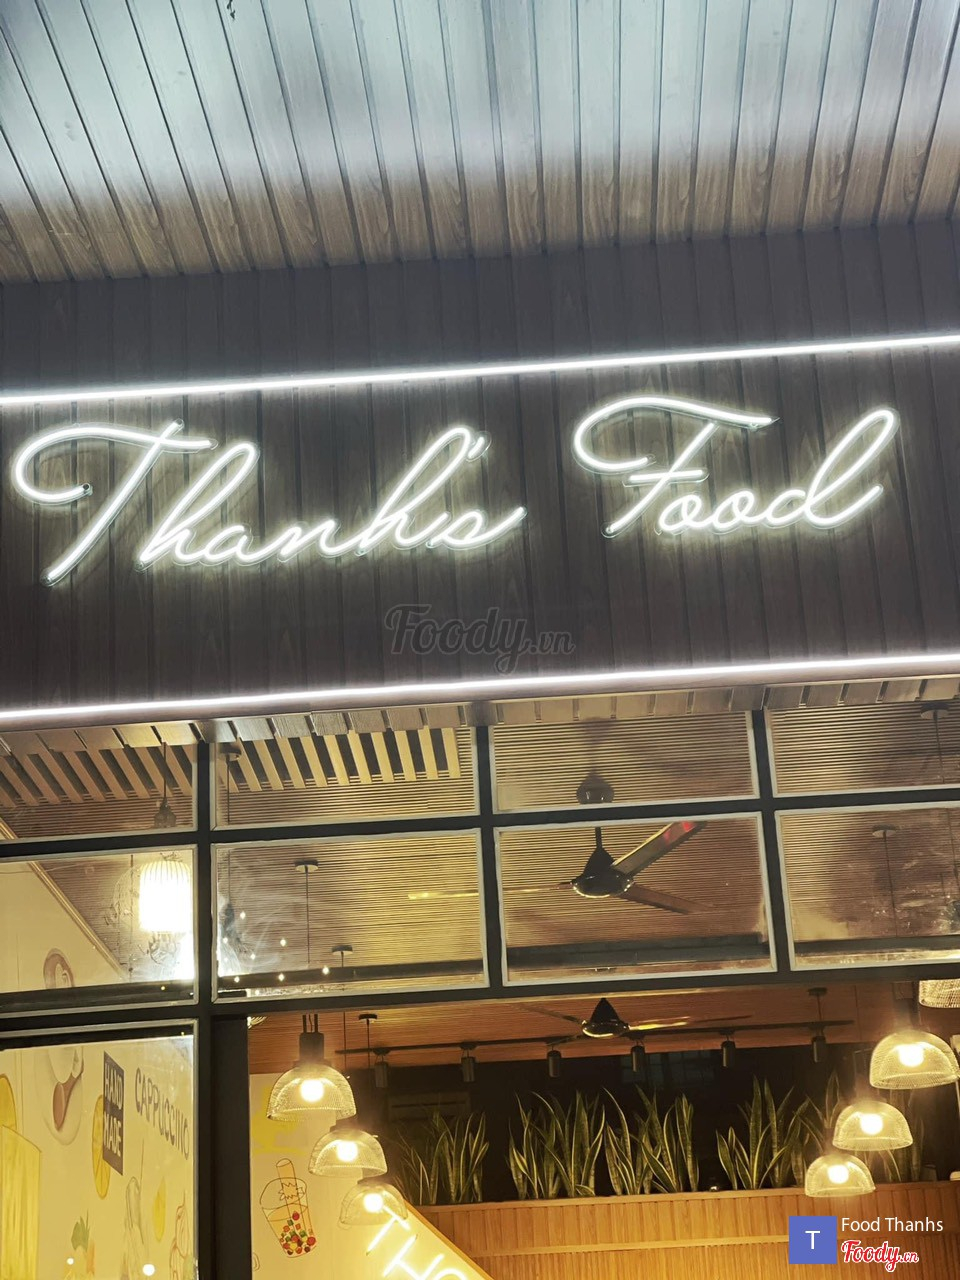 Thanh's Food
Foody.vn
HAND
MADE
CAPPUCCINO
T
Food Thanhs
Foody.vn